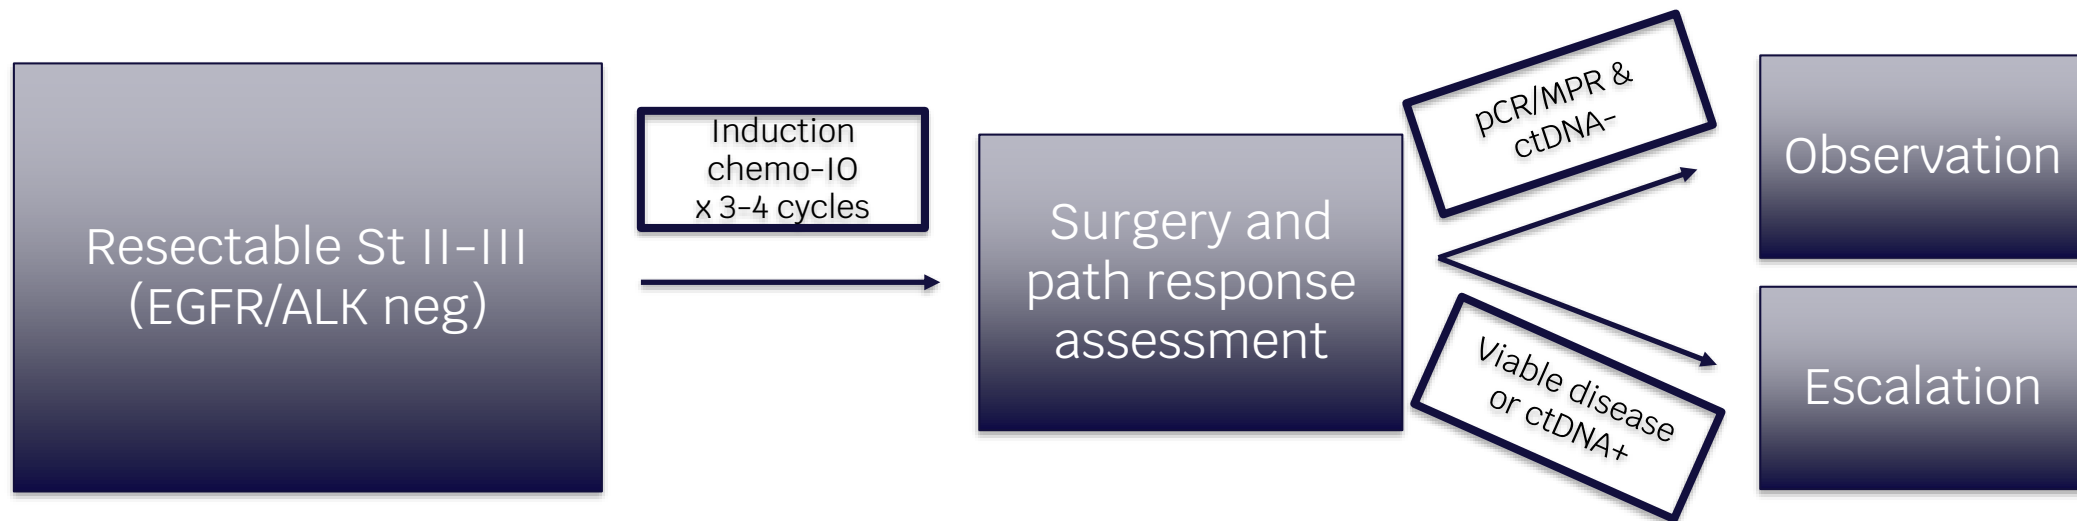 Resectable St II-III
(EGFR/ALK neg)
Induction
chemo-IO
x 3-4 cycles
Surgery and
path response
assessment
pCR/MPR &
ctDNA-
Observation
Viable disease
or ctDNA+
Escalation